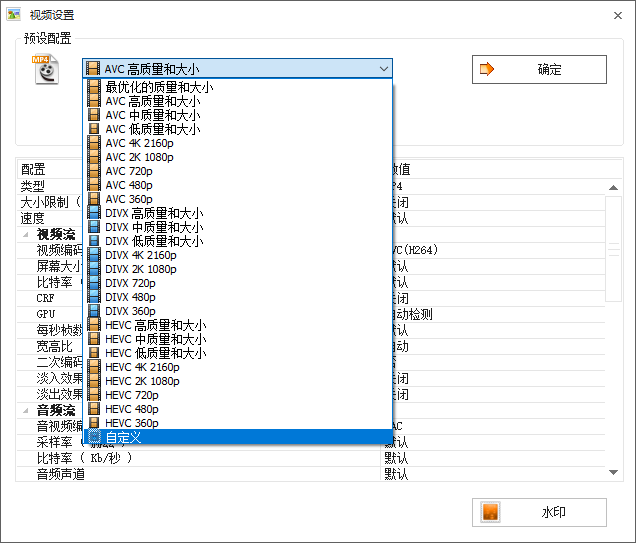 视频设置
预设配置
MP4
AVC 高质量和大小
确定
最优化的质量和大小
AVC 高质量和大小
AVC 中质量和大小
AVC 低质量和大小
AVC 4K 2160p
AVC 2K 1080p
AVC 720p
AVC 480p
AVC 360p
DIVX 高质量和大小
DIVX 中质量和大小
DIVX 低质量和大小
DIVX 4K 2160p
DIVX 2K 1080p
DIVX 720p
DIVX 480p
DIVX 360p
HEVC 高质量和大小
HEVC 中质量和大小
HEVC 低质量和大小
HEVC 4K 2160p
HEVC 2K 1080p
HEVC 720p
HEVC 480p
HEVC 360p
自定义
配置 数值
类型 P4
大小限制 ( 关闭
速度 默认
视频流
视频编码 VC(H264)
屏幕大小 默认
比特率 ( 默认
CRF 关闭
GPU 自动检测
每秒帧数 默认
宽高比 自动
二次编码 否
淡入效果 关闭
淡出效果 关闭
音频流
音视频编 AC
采样率 ( 默认
比特率 ( Kb/秒 ) 默认
音频声道 默认
水印